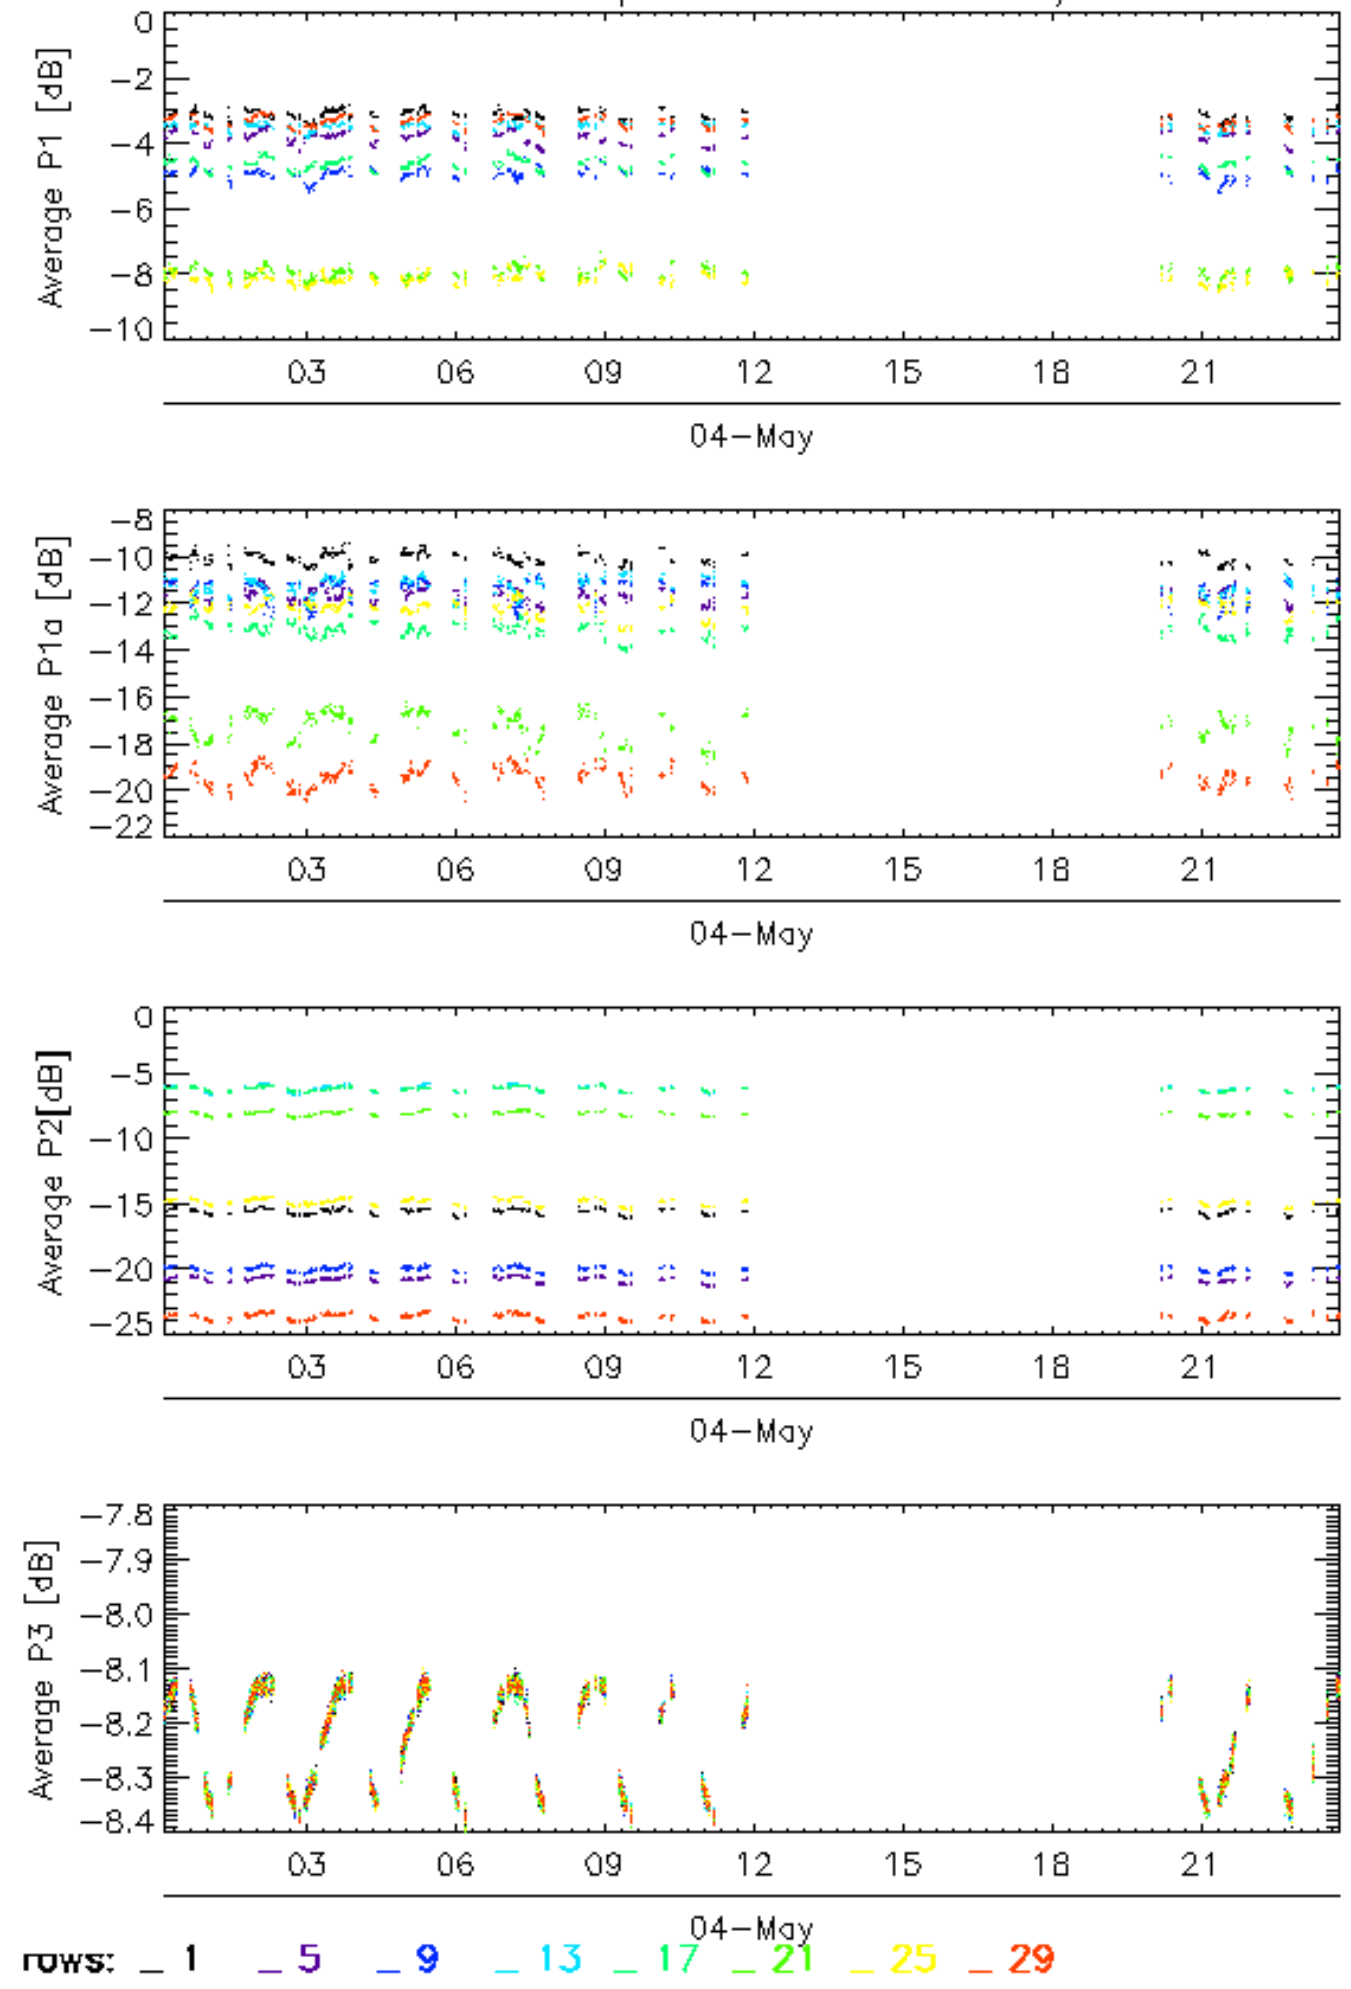 0
−2
−4
−6
−8
−10
Average P1 [dB]
03 06 09 12 15 18 21
04−May
−8
−10
−12
−14
−16
−18
−20
−22
Average P1a [dB]
03 06 09 12 15 18 21
04−May
0
−5
−10
−15
−20
−25
Average P2[dB]
03 06 09 12 15 18 21
04−May
−7.8
−7.9
−8.0
−8.1
−8.2
−8.3
−8.4
Average P3 [dB]
03 06 09 12 15 18 21
04−May
rows: _ 1 _ 5 _ 9 _ 13 _ 17 _ 21 _ 25 _ 29